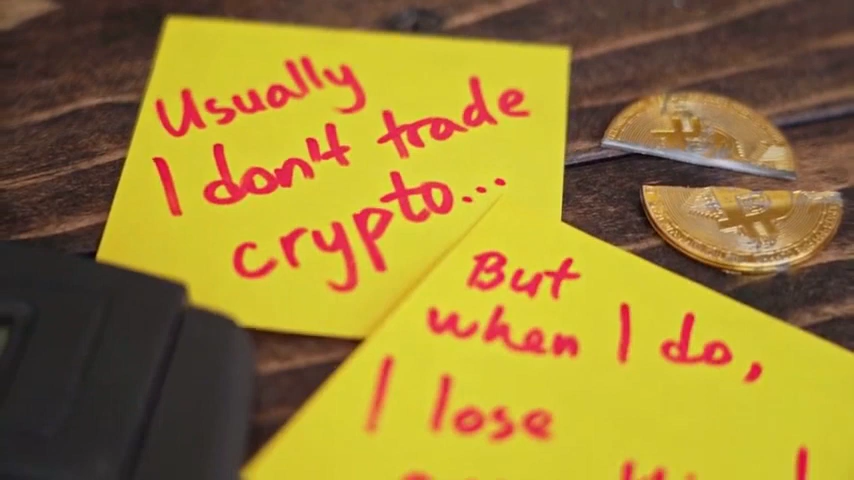 Usually
I don't trade
crypto...
But
when I do,
I lose